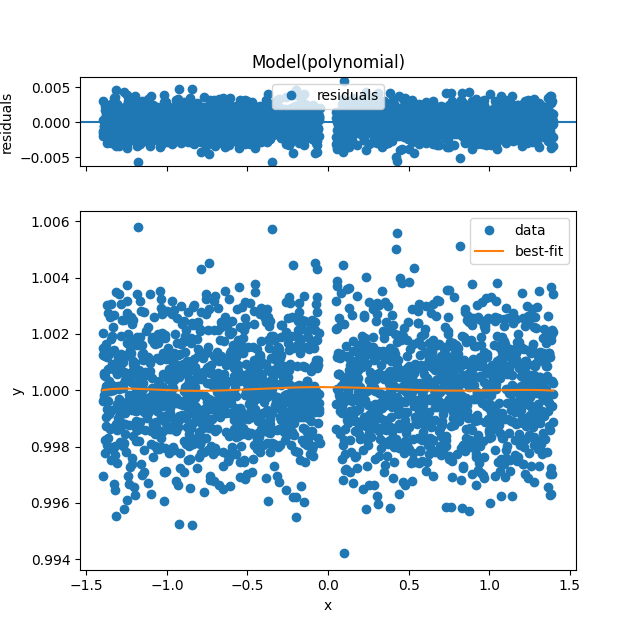 Model(polynomial)
residuals
0.005
0.000
−0.005
residuals
y
1.006
1.004
1.002
1.000
0.998
0.996
0.994
data
best-fit
−1.5 −1.0 −0.5 0.0 0.5 1.0 1.5
x